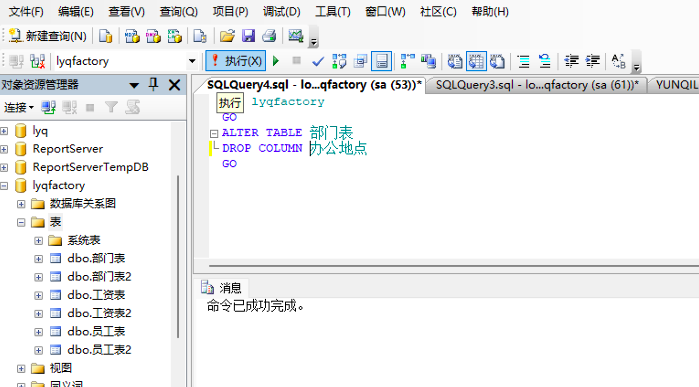 文件(F) 编辑(E) 查看(V) 查询(Q) 项目(P) 调试(D) 工具(T) 窗口(W) 社区(C) 帮助(H)
新建查询(N)
lyqfactory 执行(X)
对象资源管理器
连接
lyq
ReportServer
ReportServerTempDB
lyqfactory
数据库关系图
表
系统表
dbo.部门表
dbo.部门表2
dbo.工资表
dbo.工资表2
dbo.员工表
dbo.员工表2
视图
同义词
SQLQuery4.sql - lo...qfactory (sa (53))* SQLQuery3.sql - lo...qfactory (sa (61))* YUNQIL
执行 lyqfactory
GO
ALTER TABLE 部门表
DROP COLUMN 办公地点
GO
消息
命令已成功完成。